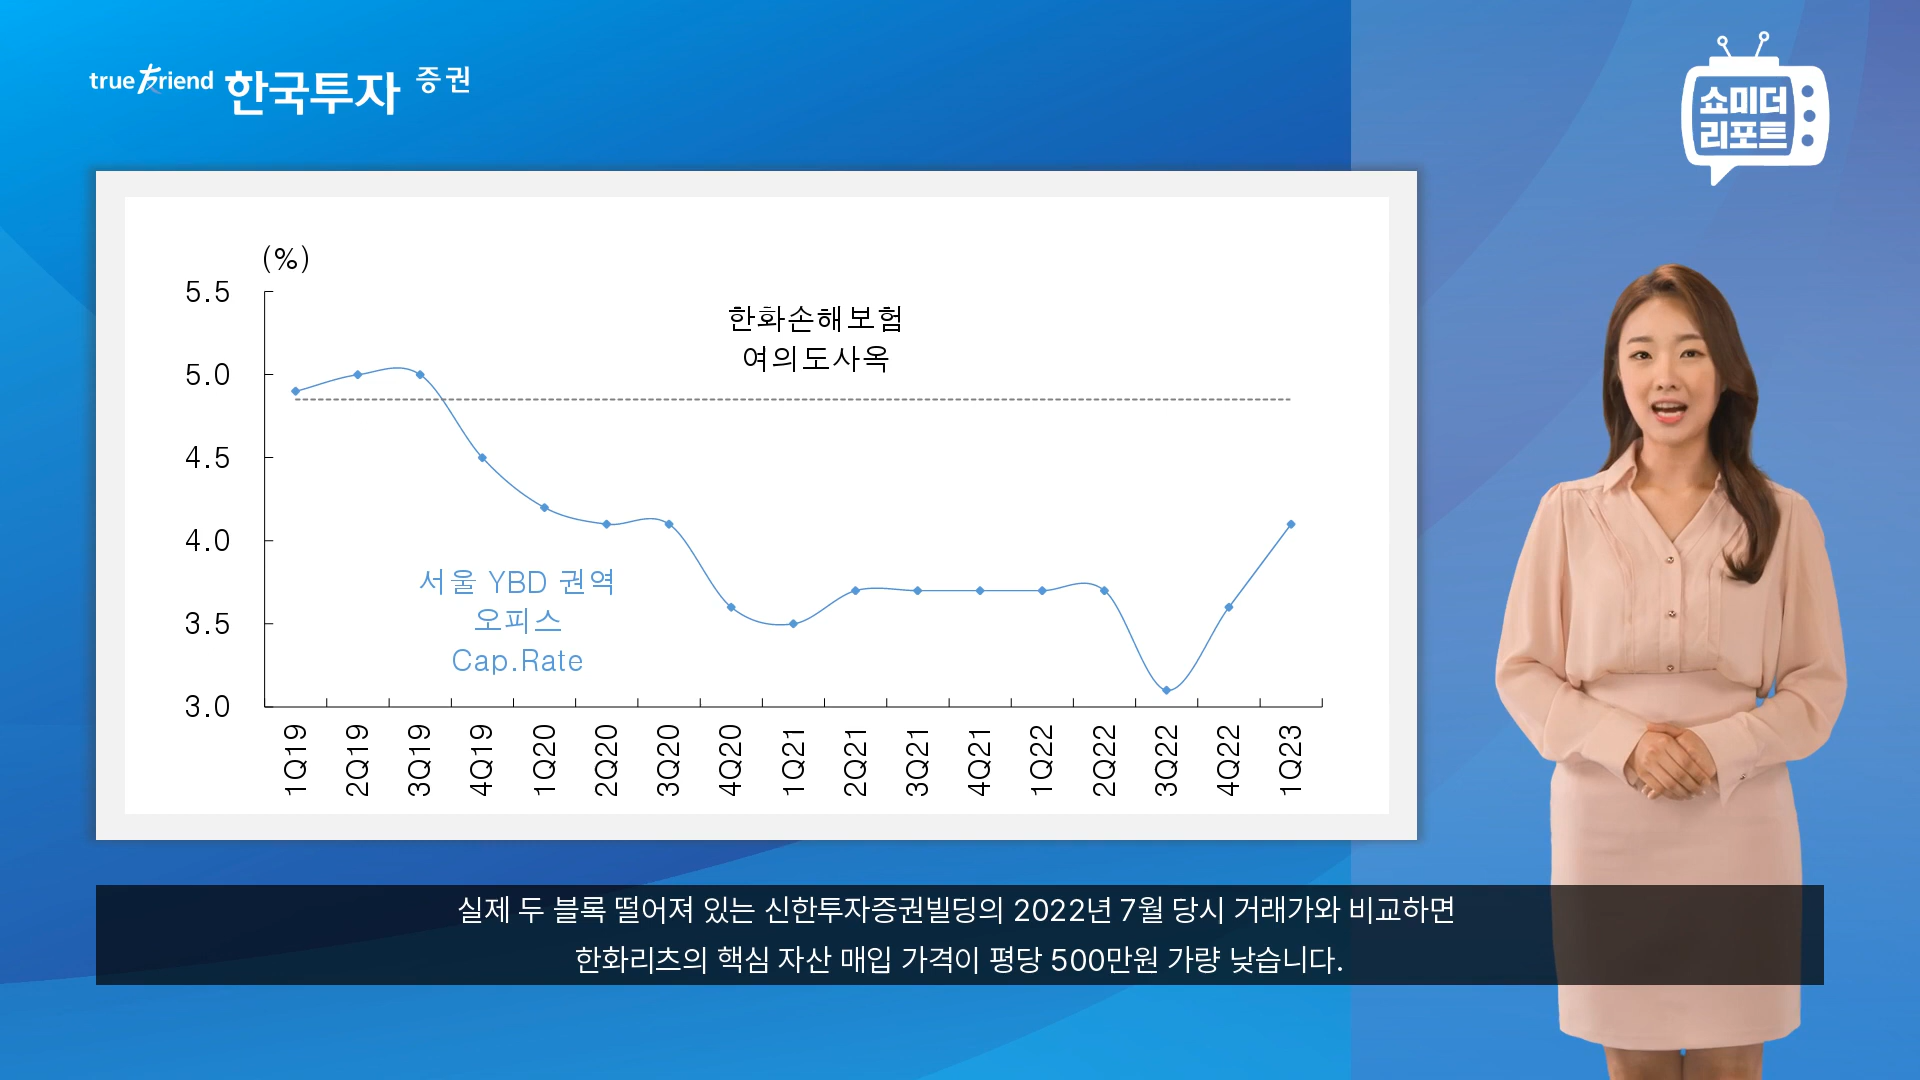 trueFriend 한국투자 증권
쇼미더
리포트
(%)
5.5
5.0
4.5
4.0
3.5
3.0
한화손해보험
여의도사옥
서울 YBD 권역
오피스
Cap.Rate
1Q19
2Q19
3Q19
4Q19
1Q20
2Q20
3Q20
4Q20
1Q21
2Q21
3Q21
4Q21
1Q22
2Q22
3Q22
4Q22
1Q23
실제 두 블록 떨어져 있는 신한투자증권빌딩의 2022년 7월 당시 거래가와 비교하면
한화리츠의 핵심 자산 매입 가격이 평당 500만원 가량 낮습니다.